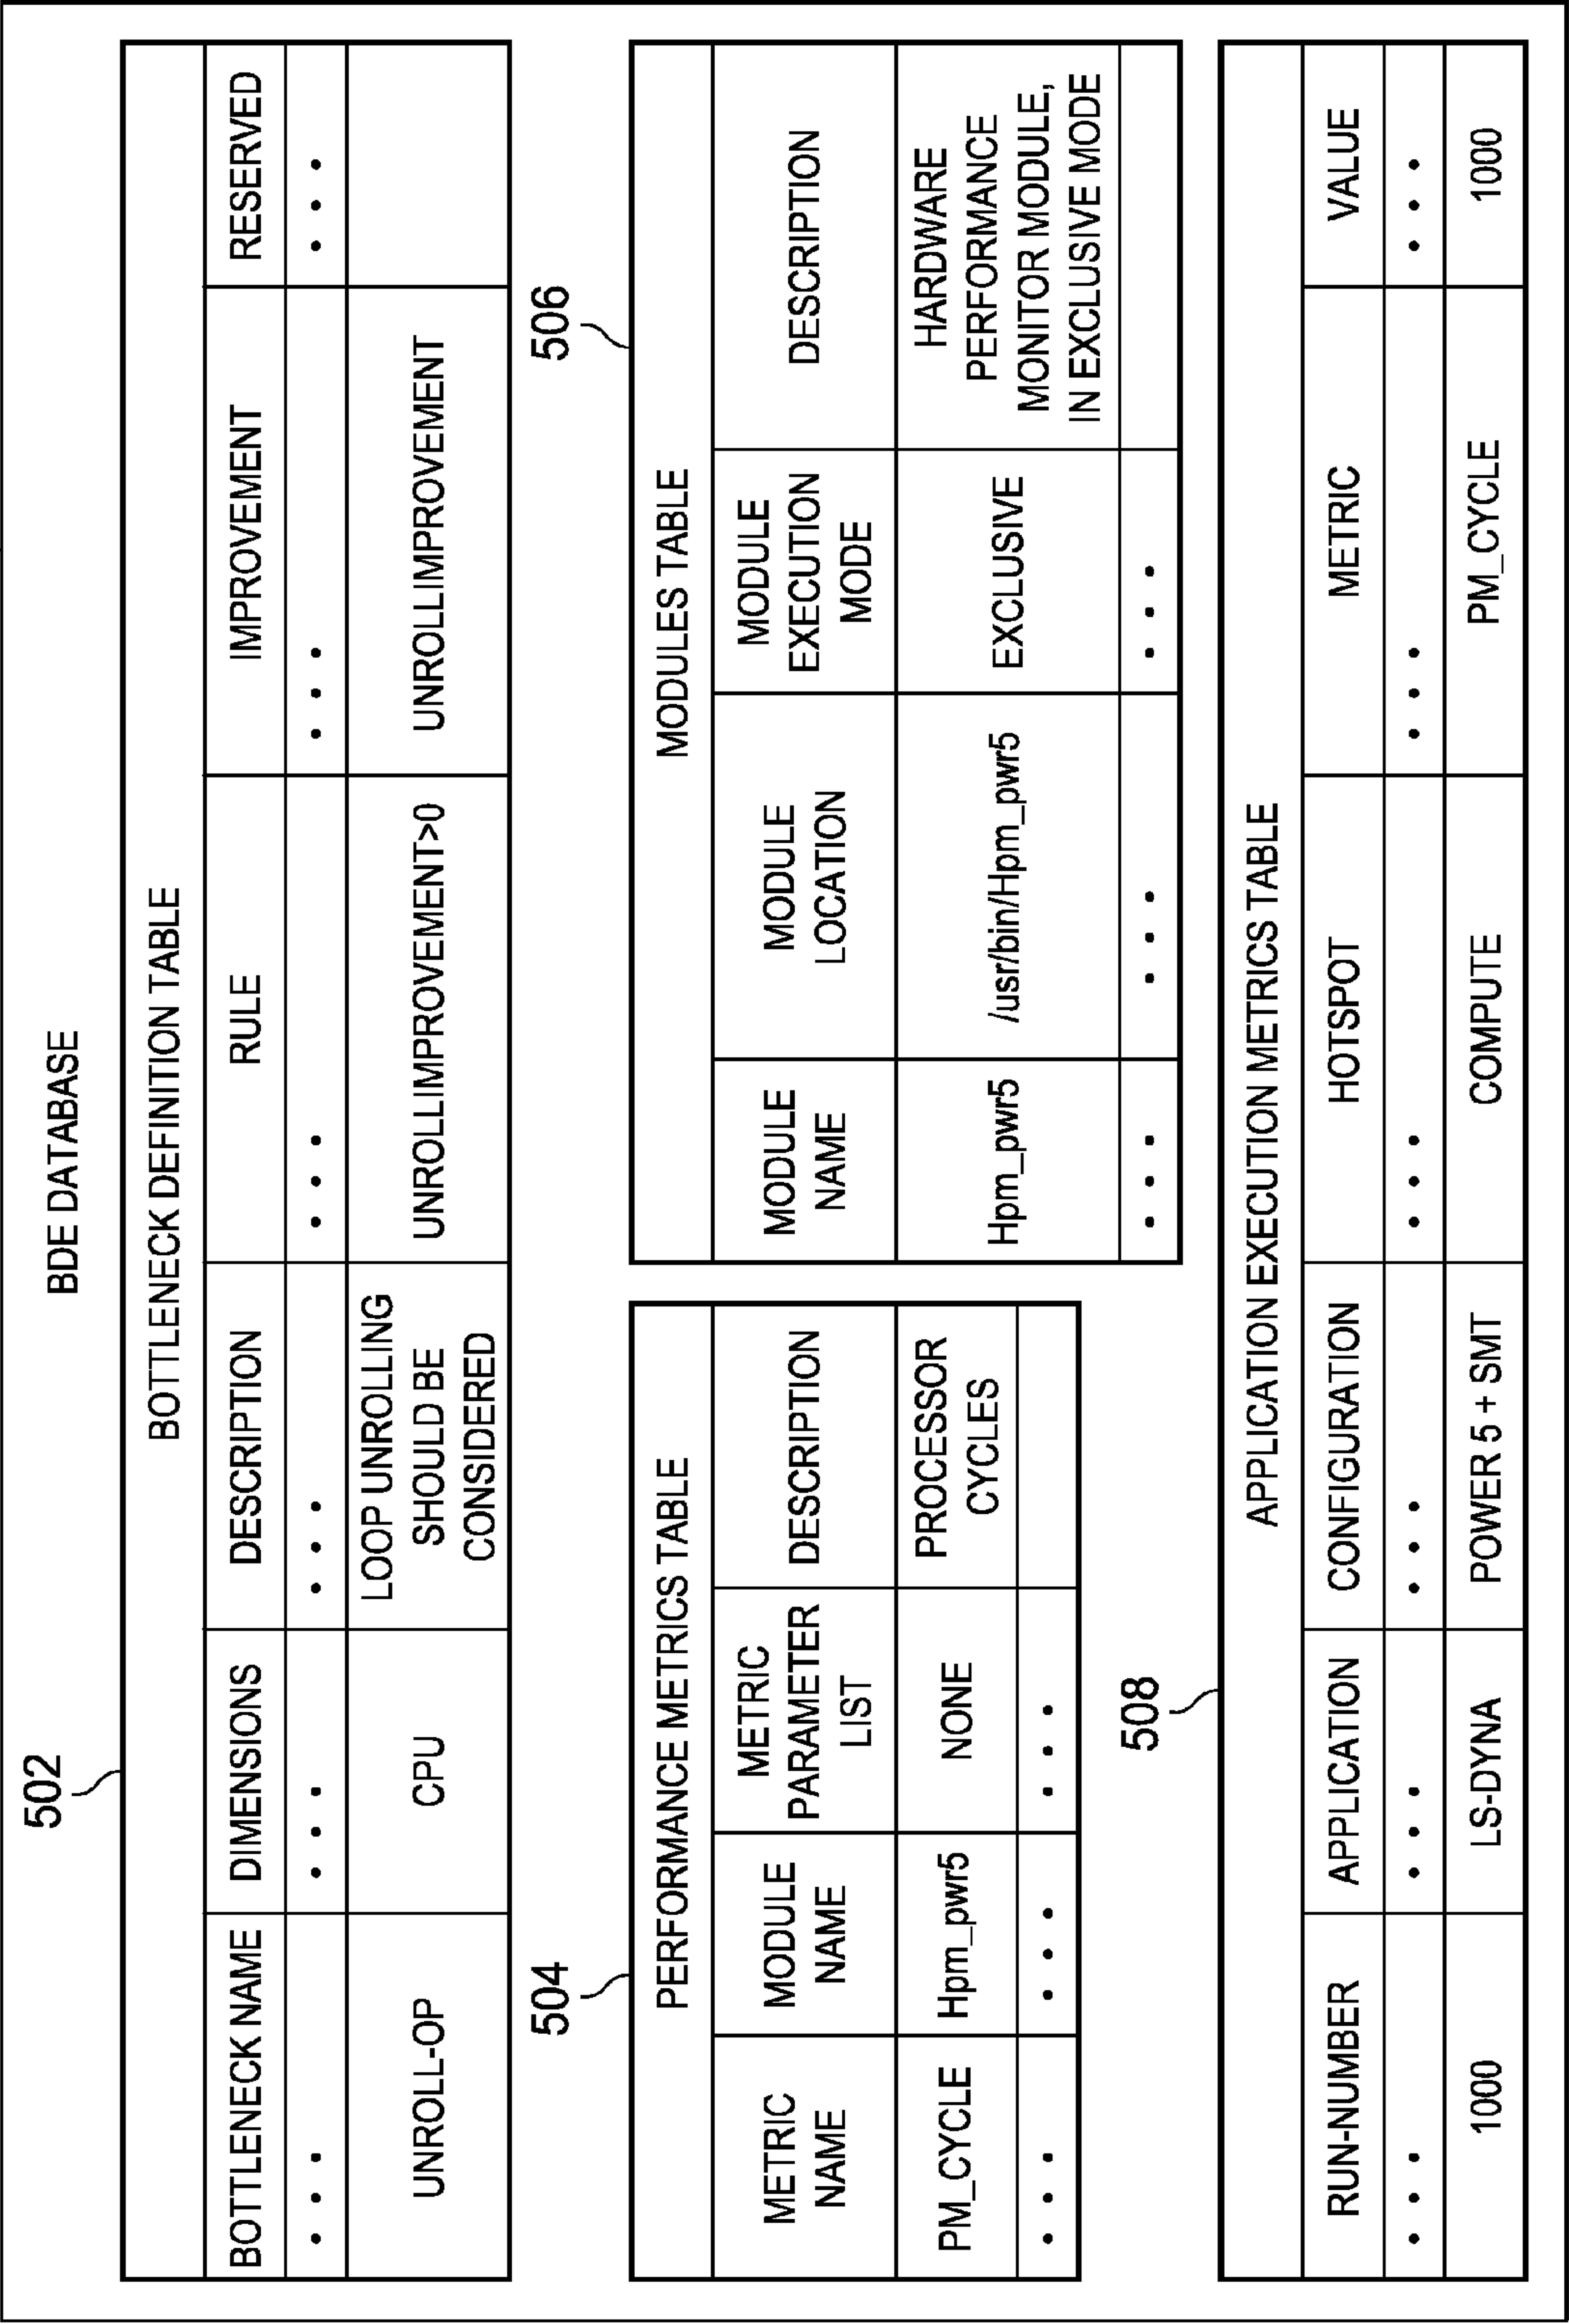 BDE DATABASE
502
BOTTLENECK DEFINITION TABLE
BOTTLENECK NAME DIMENSIONS DESCRIPTION RULE IMPROVEMENT RESERVED
• • • • • • • • • • • • • • • • • •
UNROLL-OP CPU LOOP UNROLLING SHOULD BE CONSIDERED UNROLLIMPROVEMENT>0 UNROLLIMPROVEMENT
504
PERFORMANCE METRICS TABLE
METRIC NAME MODULE NAME METRIC PARAMETER LIST DESCRIPTION
PM_CYCLE Hpm_pwr5 NONE PROCESSOR CYCLES
• • • • • • • • •
506
MODULES TABLE
MODULE NAME MODULE LOCATION MODULE EXECUTION MODE DESCRIPTION
Hpm_pwr5 /usr/bin/Hpm_pwr5 EXCLUSIVE HARDWARE PERFORMANCE MONITOR MODULE, IN EXCLUSIVE MODE
• • • • • • • • •
508
APPLICATION EXECUTION METRICS TABLE
RUN-NUMBER APPLICATION CONFIGURATION HOTSPOT METRIC VALUE
• • • • • • • • • • • • • • • • • •
1000 LS-DYNA POWER 5 + SMT COMPUTE PM_CYCLE 1000